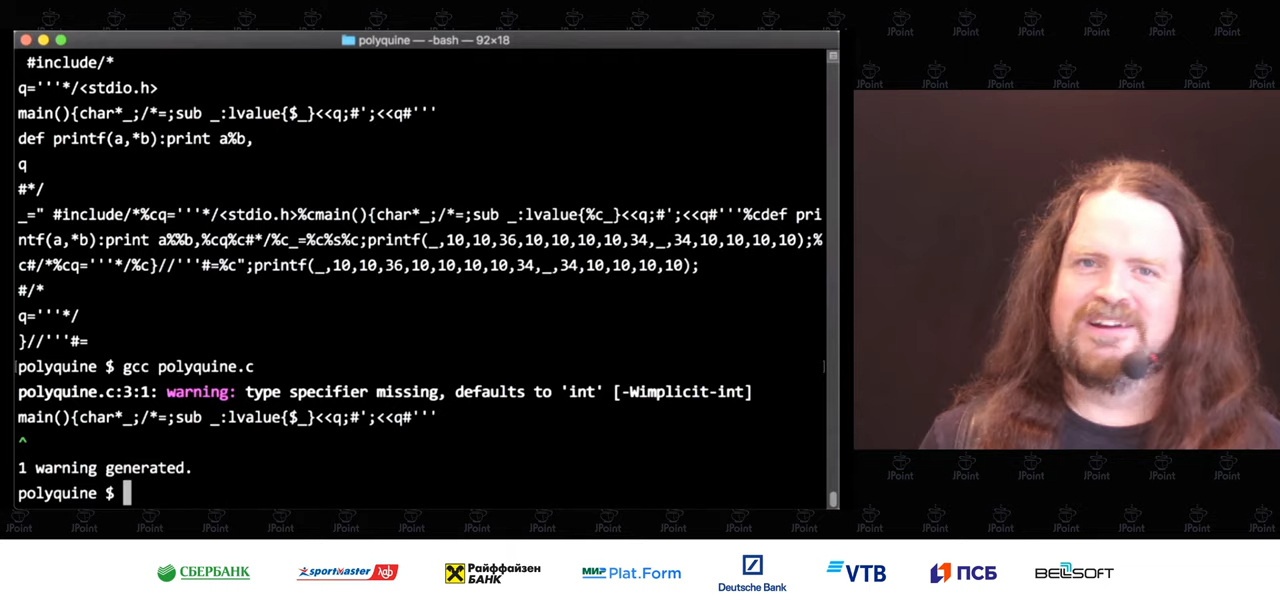 polyquine — -bash — 92×18
 #include/*
q='''*/<stdio.h>
main(){char*_;/*=;sub _:lvalue{$_}<<q;#';<<q#'''
def printf(a,*b):print a%b,
q
#*/
_=" #include/*%cq='''*/<stdio.h>%cmain(){char*_;/*=;sub _:lvalue{%c_}<<q;#';<<q#'''%cdef pri
ntf(a,*b):print a%%b,%cq%c#*/%c_=%c%s%c;printf(_,10,10,36,10,10,10,10,34,_,34,10,10,10,10);%
c#/*%cq='''*/%c}//'''#=%c";printf(_,10,10,36,10,10,10,10,34,_,34,10,10,10,10);
#/*
q='''*/
}//'''#=
polyquine $ gcc polyquine.c
polyquine.c:3:1: warning: type specifier missing, defaults to 'int' [-Wimplicit-int]
main(){char*_;/*=;sub _:lvalue{$_}<<q;#';<<q#'''
^
1 warning generated.
polyquine $
JPoint
СБЕРБАНК
sportmaster lab
Райффайзен
БАНК
МИР Plat.Form
Deutsche Bank
VTB
ПСБ
BELLSOFT